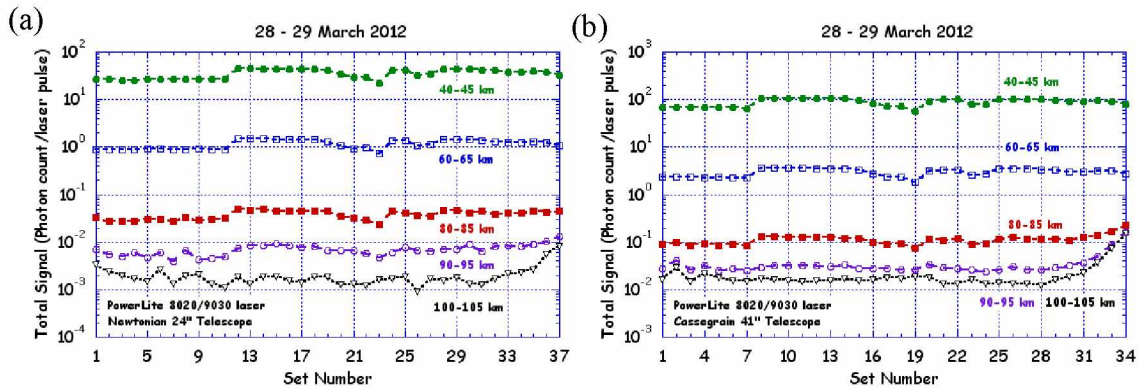 (a)
28 - 29 March 2012
Total Signal (Photon count/laser pulse)
10^2
10^1
10^0
10^-1
10^-2
10^-3
10^-4
40-45 km
60-65 km
80-85 km
90-95 km
100-105 km
PowerLite 8020/9030 laser
Newtonian 24" Telescope
1 5 9 13 17 21 25 29 33 37
Set Number
(b)
28 - 29 March 2012
Total Signal (Photon count/laser pulse)
10^3
10^2
10^1
10^0
10^-1
10^-2
10^-3
40-45 km
60-65 km
80-85 km
90-95 km 100-105 km
PowerLite 8020/9030 laser
Cassegrain 41" Telescope
1 4 7 10 13 16 19 22 25 28 31 34
Set Number